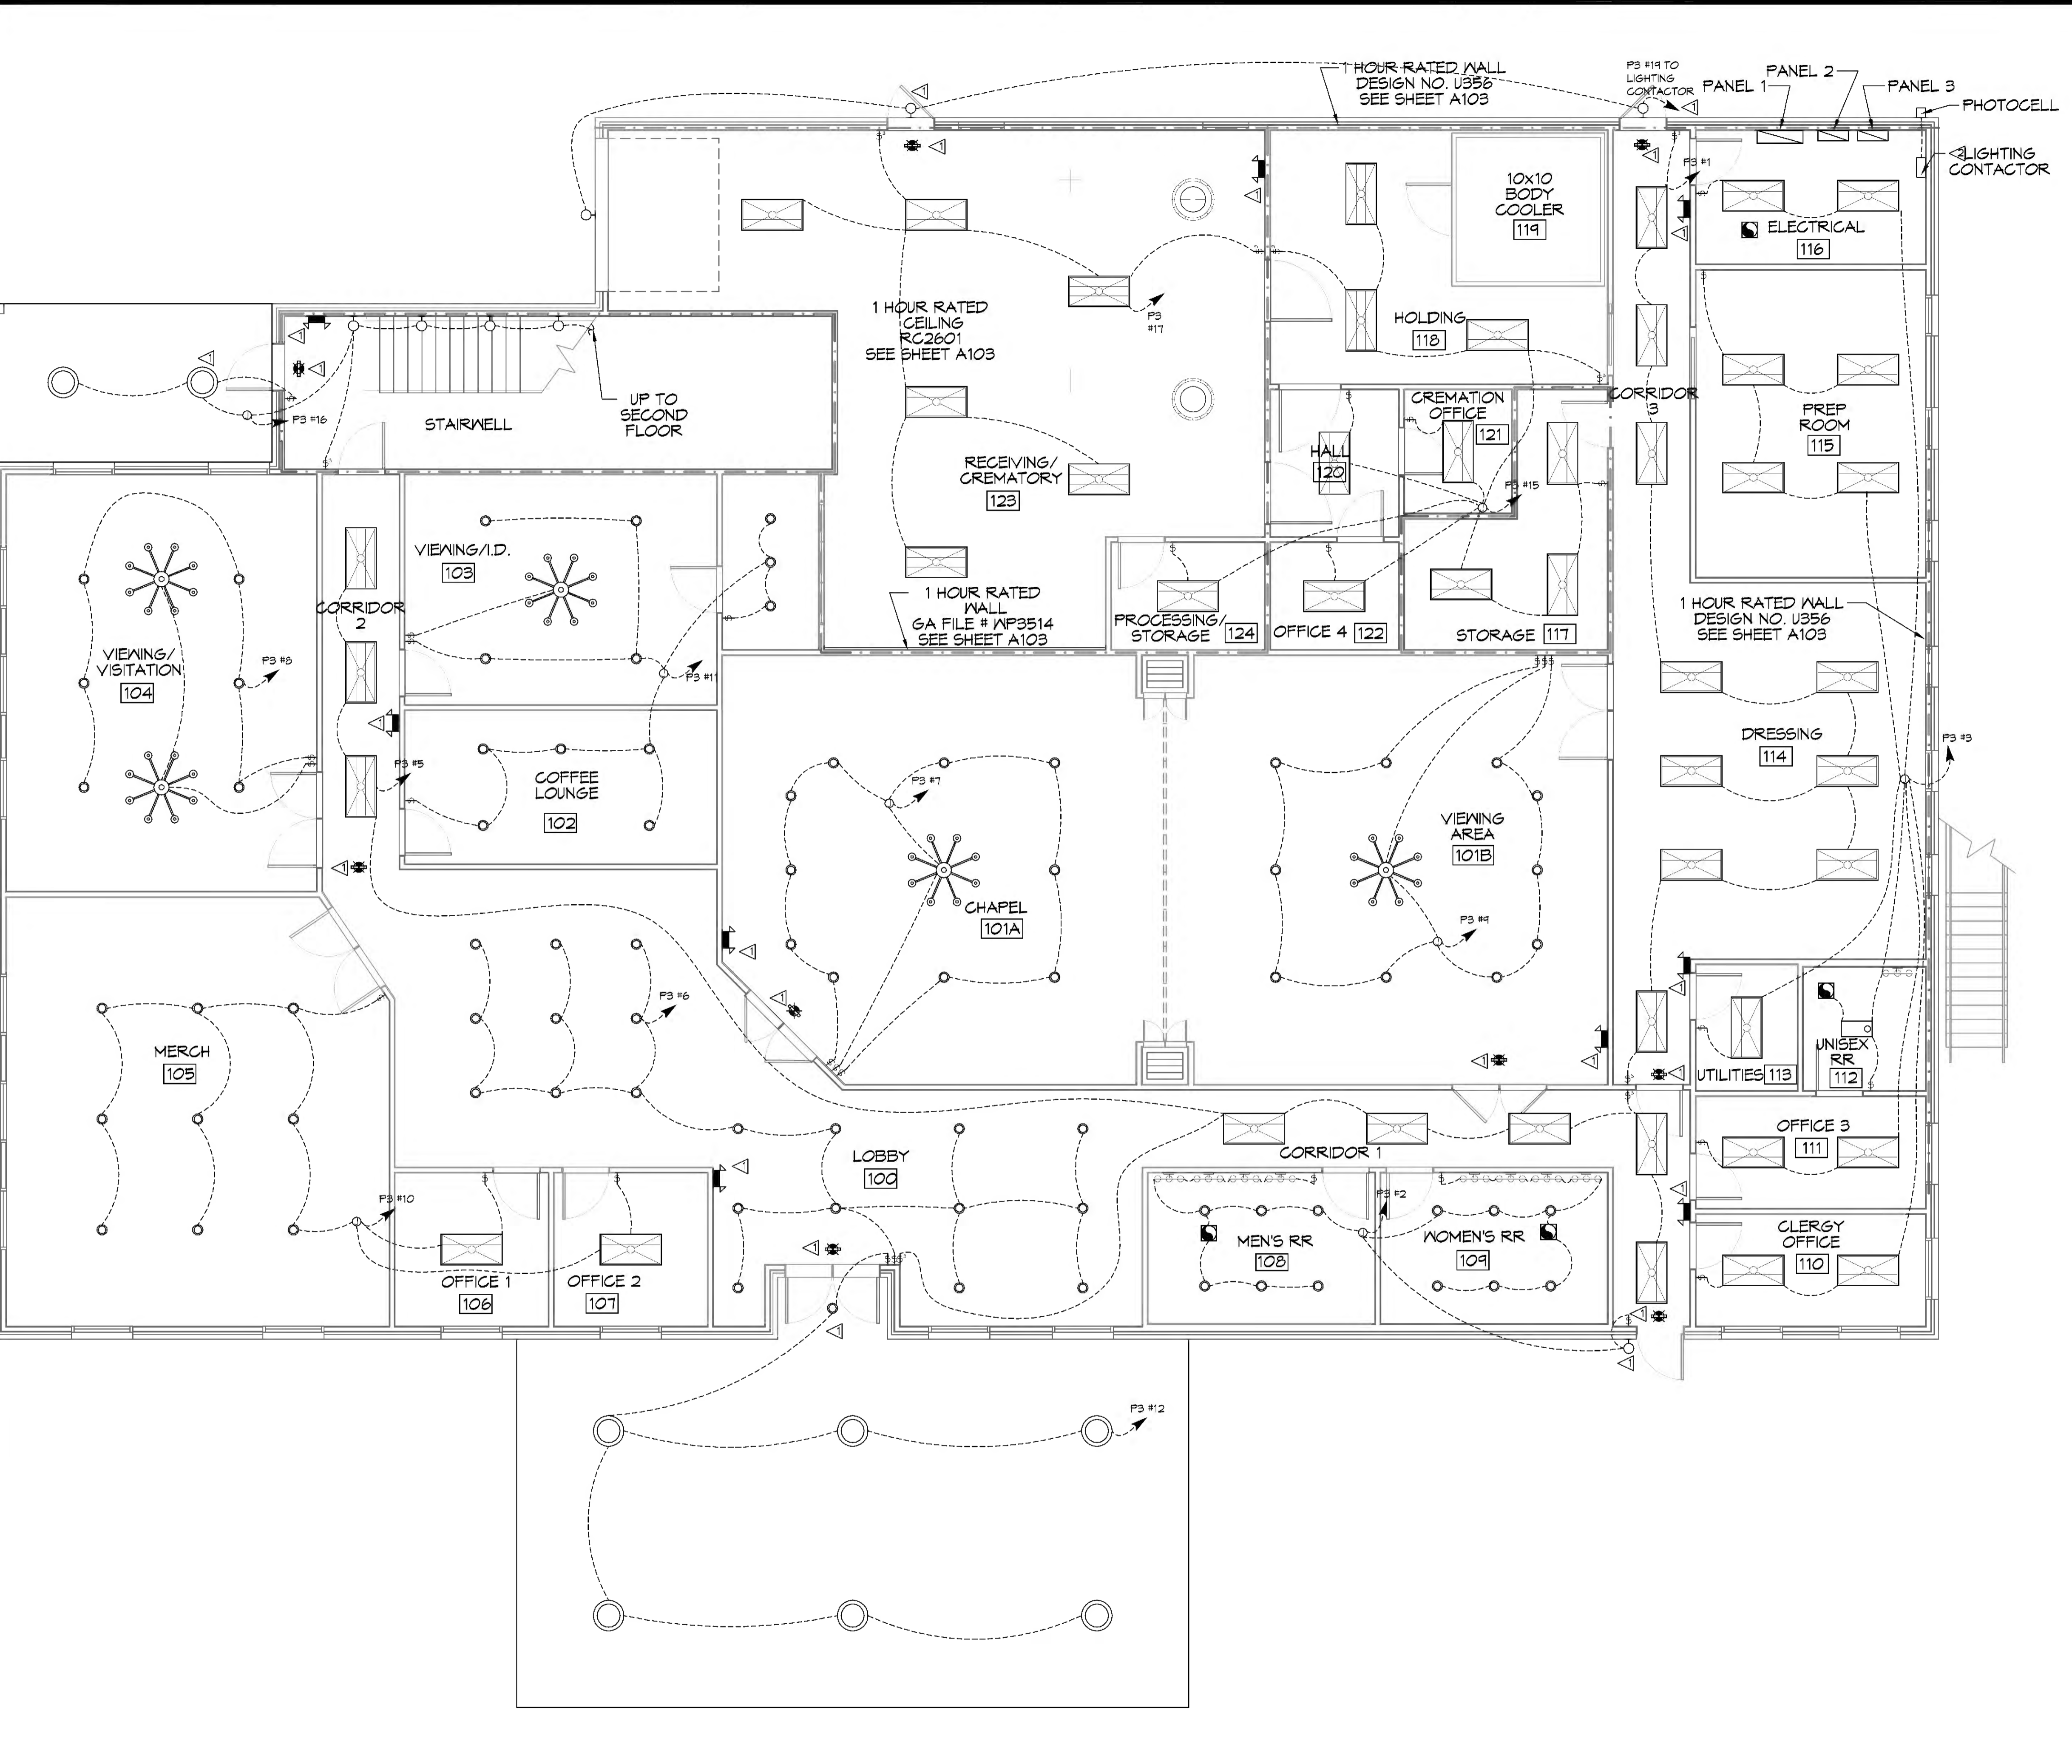 1 HOUR RATED WALL
DESIGN NO. U356
SEE SHEET A103
P3 #19 TO
LIGHTING
CONTACTOR
PANEL 1
PANEL 2
PANEL 3
PHOTOCELL
LIGHTING
CONTACTOR
P3 #1
10x10
BODY
COOLER
119
ELECTRICAL
116
1 HOUR RATED
CEILING
RC2601
SEE SHEET A103
P3
#17
HOLDING
118
UP TO
SECOND
FLOOR
STAIRWELL
P3 #16
CORRIDOR
3
CREMATION
OFFICE
121
PREP
ROOM
115
HALL
120
P3 #15
RECEIVING/
CREMATORY
123
VIEWING/I.D.
103
CORRIDOR
2
1 HOUR RATED
WALL
GA FILE # WP3514
SEE SHEET A103
PROCESSING/
STORAGE
124
OFFICE 4
122
STORAGE
117
1 HOUR RATED WALL
DESIGN NO. U356
SEE SHEET A103
VIEWING/
VISITATION
104
P3 #8
P3 #11
P3 #5
COFFEE
LOUNGE
102
P3 #7
VIEWING
AREA
101B
DRESSING
114
P3 #3
CHAPEL
101A
P3 #9
P3 #6
MERCH
105
UTILITIES
113
UNISEX
RR
112
LOBBY
100
CORRIDOR 1
OFFICE 3
111
P3 #10
P3 #2
OFFICE 1
106
OFFICE 2
107
MEN'S RR
108
WOMEN'S RR
109
CLERGY
OFFICE
110
P3 #12